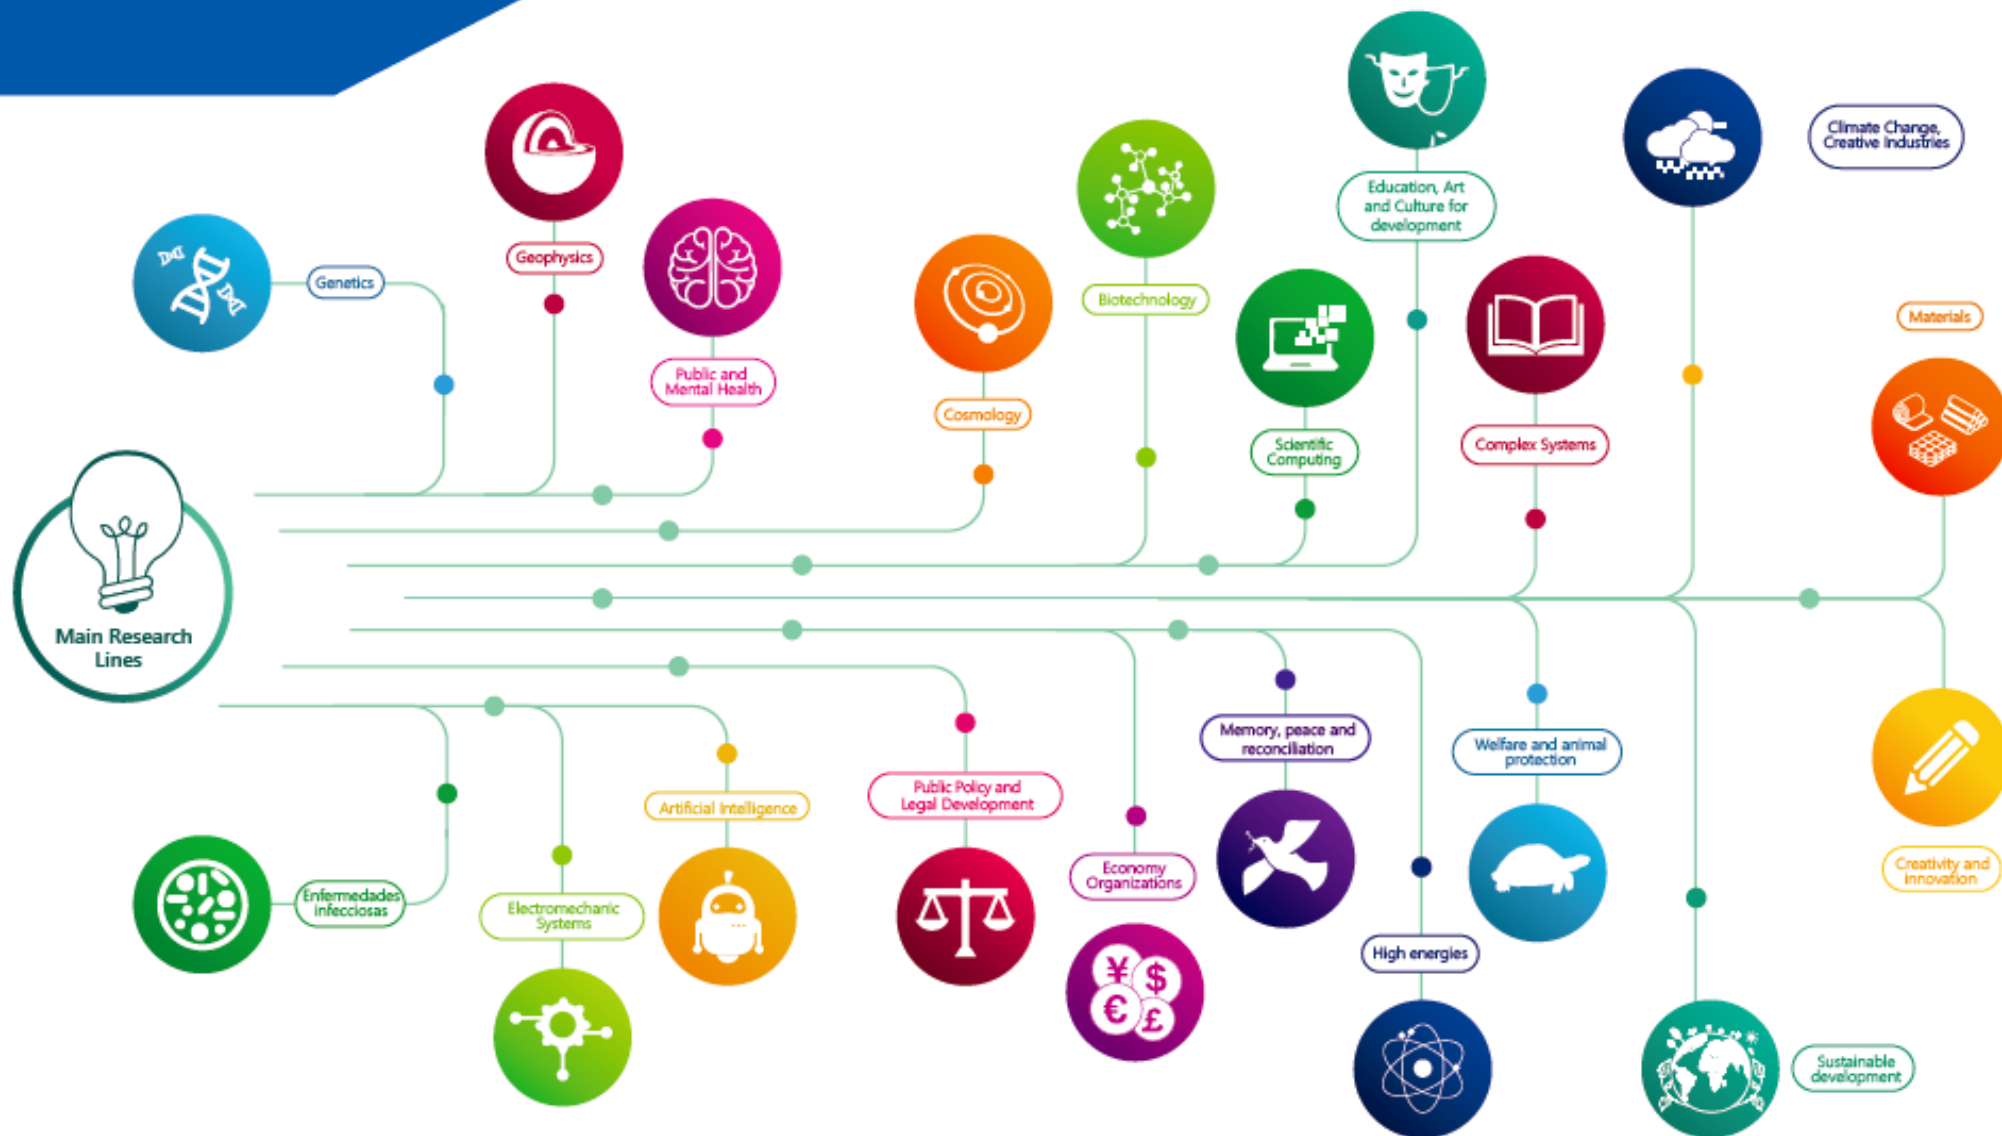 Climate Change,
Creative Industries
Education, Art
and Culture for
development
Geophysics
Genetics
Biotechnology
Materials
Public and
Mental Health
Cosmology
Scientific
Computing
Complex Systems
Main Research
Lines
Memory, peace and
reconciliation
Welfare and animal
protection
Public Policy and
Legal Development
Artificial Intelligence
Economy
Organizations
Creativity and
innovation
Enfermedades
infecciosas
Electromechanic
Systems
High energies
¥ $
€ £
Sustainable
development